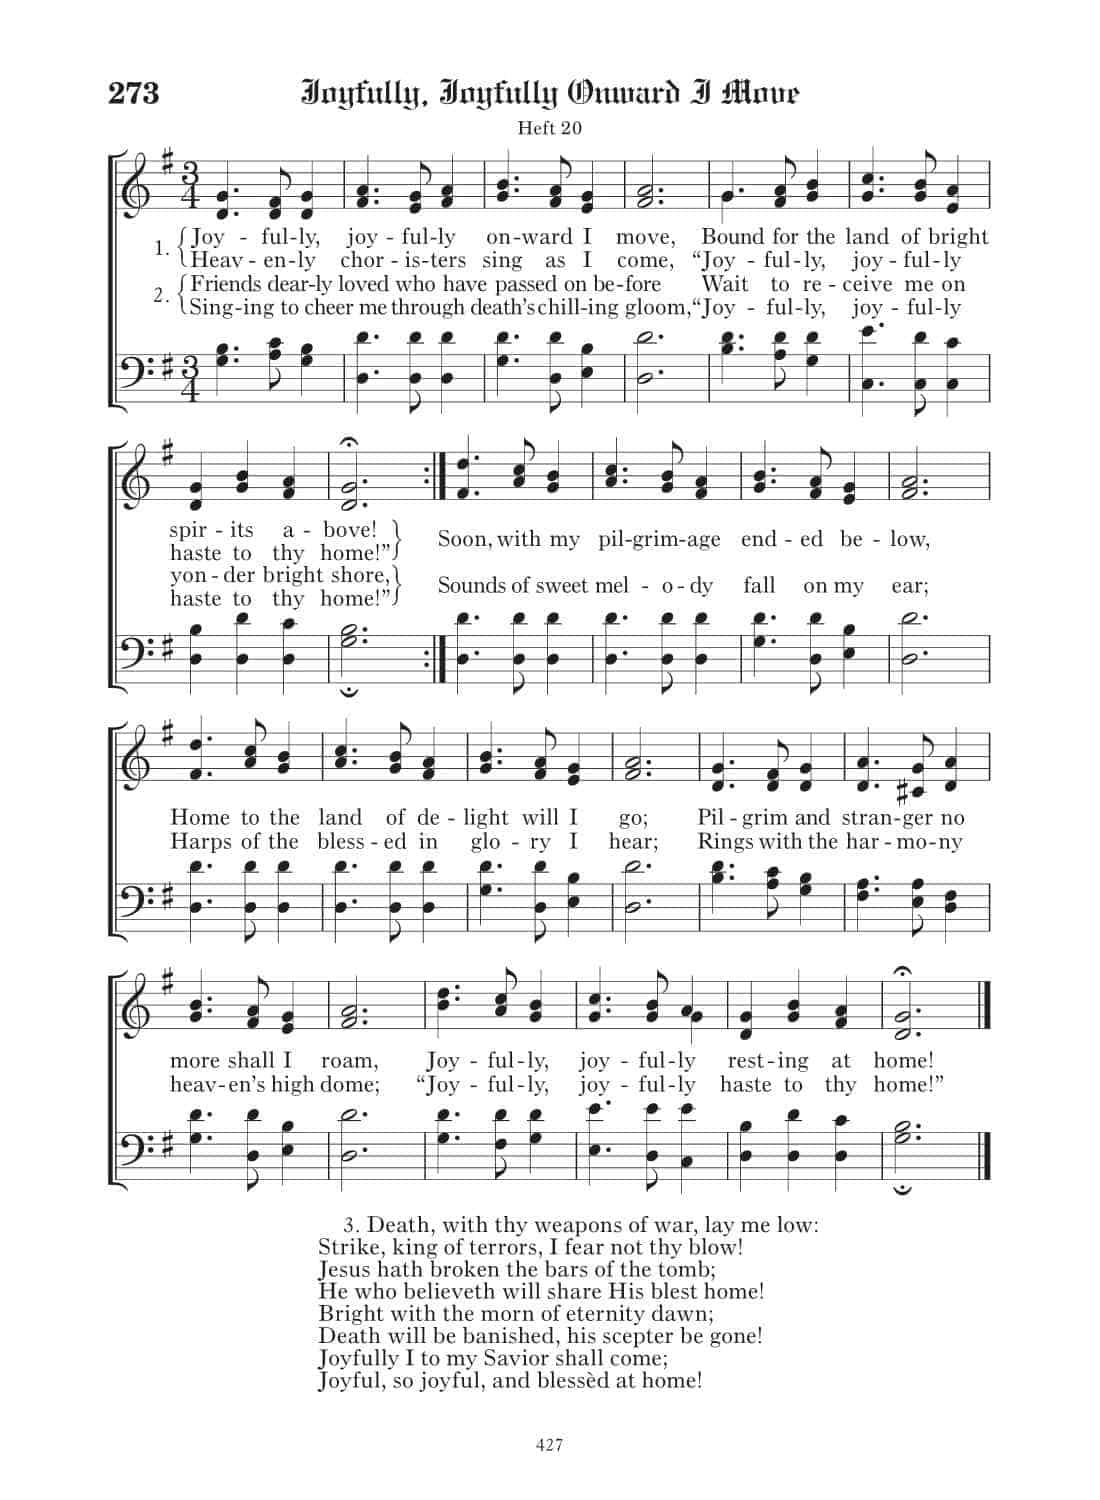 273 Joyfully, Joyfully Onward I Move
Heft 20
1. Joy - ful-ly, joy - ful-ly on-ward I move, Bound for the land of bright
Heav - en-ly chor - is-ters sing as I come, “Joy - ful-ly, joy-ful-ly
2. Friends dear-ly loved who have passed on be-fore Wait to re - ceive me on
Sing-ing to cheer me through death’s chill-ing gloom, “Joy - ful-ly, joy - ful-ly
spir - its a - bove! Soon, with my pil-grim-age end - ed be - low,
haste to thy home!”
yon - der bright shore, Sounds of sweet mel - o - dy fall on my ear;
haste to thy home!”
Home to the land of de - light will I go; Pil - grim and stran-ger no
Harps of the bless - ed in glo - ry I hear; Rings with the har - mo-ny
more shall I roam, Joy - ful-ly, joy - ful-ly rest-ing at home!
heav-en’s high dome; “Joy - ful-ly, joy - ful-ly haste to thy home!”
3. Death, with thy weapons of war, lay me low:
Strike, king of terrors, I fear not thy blow!
Jesus hath broken the bars of the tomb;
He who believeth will share His blest home!
Bright with the morn of eternity dawn;
Death will be banished, his scepter be gone!
Joyfully I to my Savior shall come;
Joyful, so joyful, and blessèd at home!
427